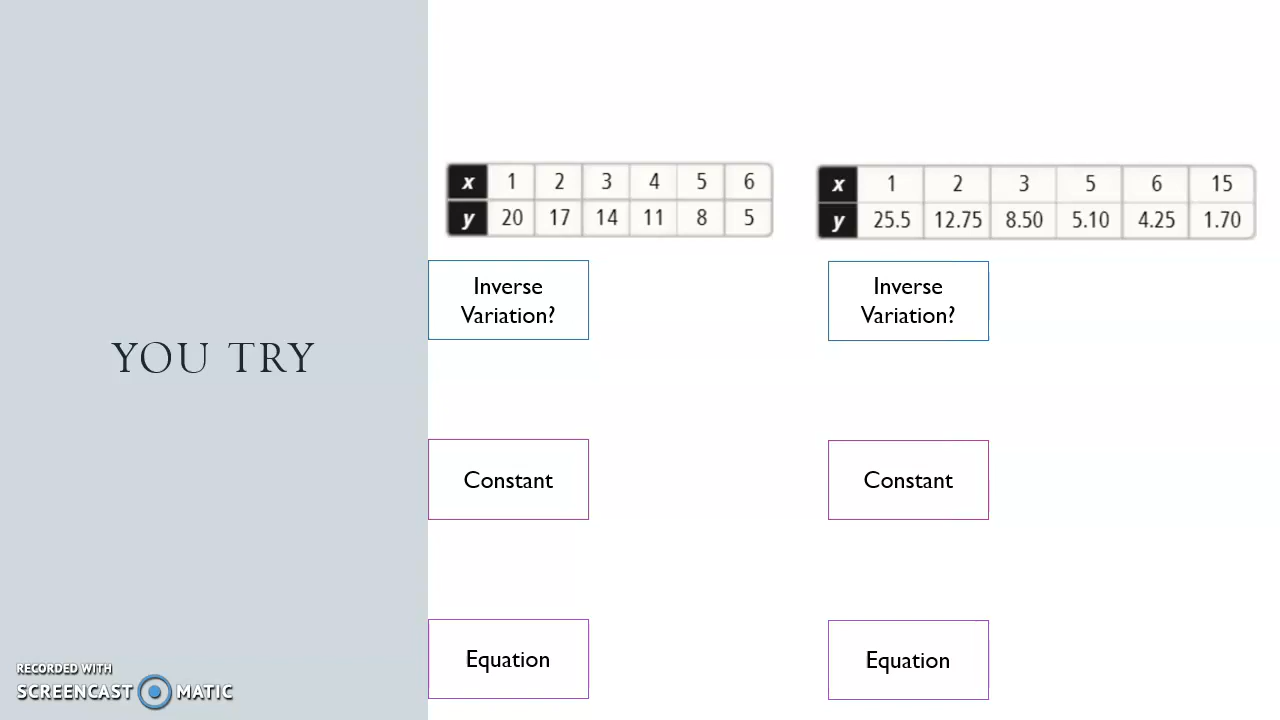 YOU TRY
x 1 2 3 4 5 6
y 20 17 14 11 8 5
Inverse
Variation?
Constant
Equation
x 1 2 3 5 6 15
y 25.5 12.75 8.50 5.10 4.25 1.70
Inverse
Variation?
Constant
Equation
RECORDED WITH
SCREENCAST MATIC